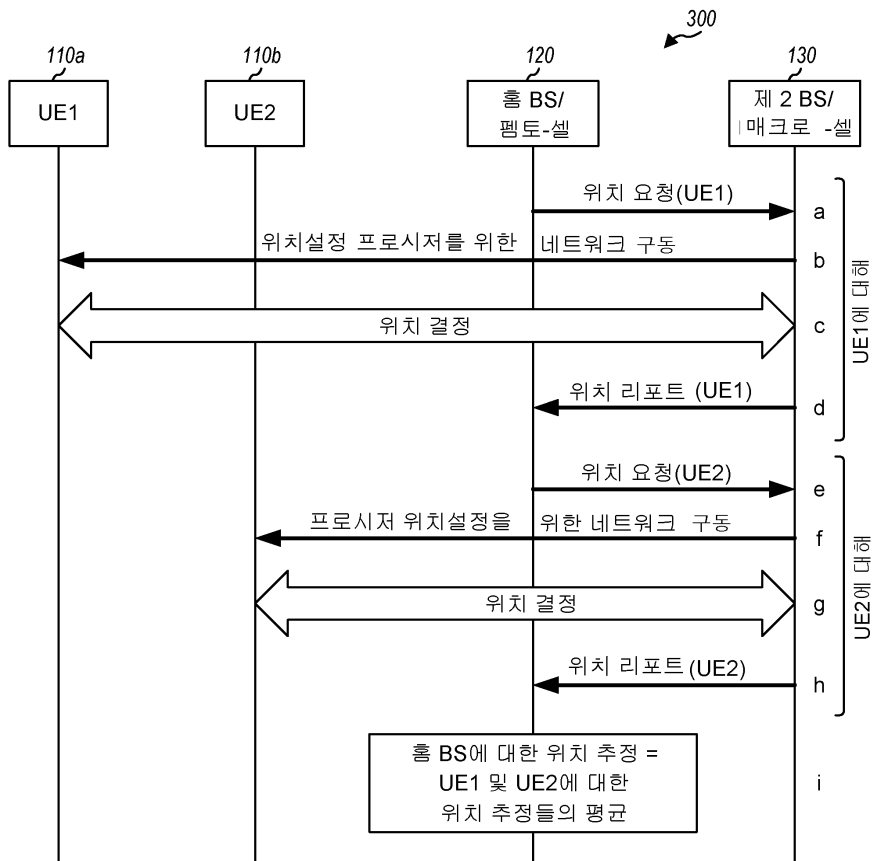 300
110a
110b
120
130
UE1
UE2
홈 BS/
펨토-셀
제 2 BS/
매크로 -셀
위치 요청(UE1)
a
위치설정 프로시저를 위한 네트워크 구동
b
위치 결정
c
위치 리포트 (UE1)
d
UE1에 대해
위치 요청(UE2)
e
프로시저 위치설정을 위한 네트워크 구동
f
위치 결정
g
위치 리포트(UE2)
h
UE2에 대해
홈 BS에 대한 위치 추정 =
UE1 및 UE2에 대한
위치 추정들의 평균
i